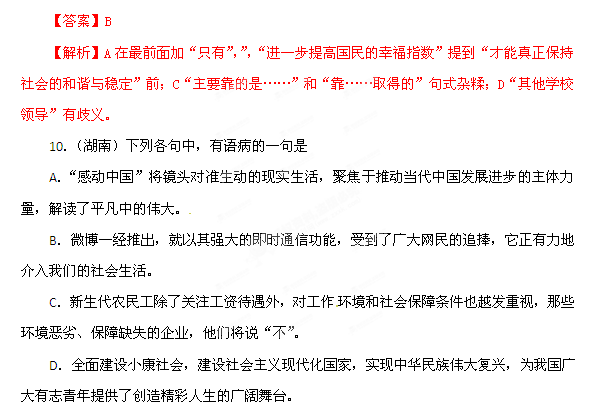 【答案】B
【解析】A在最前面加“只有”，”，“进一步提高国民的幸福指数”提到“才能真正保持
社会的和谐与稳定”前；C“主要靠的是……”和“靠……取得的”句式杂糅；D“其他学校
领导”有歧义。
10.（湖南）下列各句中，有语病的一句是
A.“感动中国”将镜头对准生动的现实生活，聚焦于推动当代中国发展进步的主体力
量，解读了平凡中的伟大。
B. 微博一经推出，就以其强大的即时通信功能，受到了广大网民的追捧，它正有力地
介入我们的社会生活。
C. 新生代农民工除了关注工资待遇外，对工作 环境和社会保障条件也越发重视，那些
环境恶劣、保障缺失的企业，他们将说“不”。
D. 全面建设小康社会，建设社会主义现代化国家，实现中华民族伟大复兴，为我国广
大有志青年提供了创造精彩人生的广阔舞台。